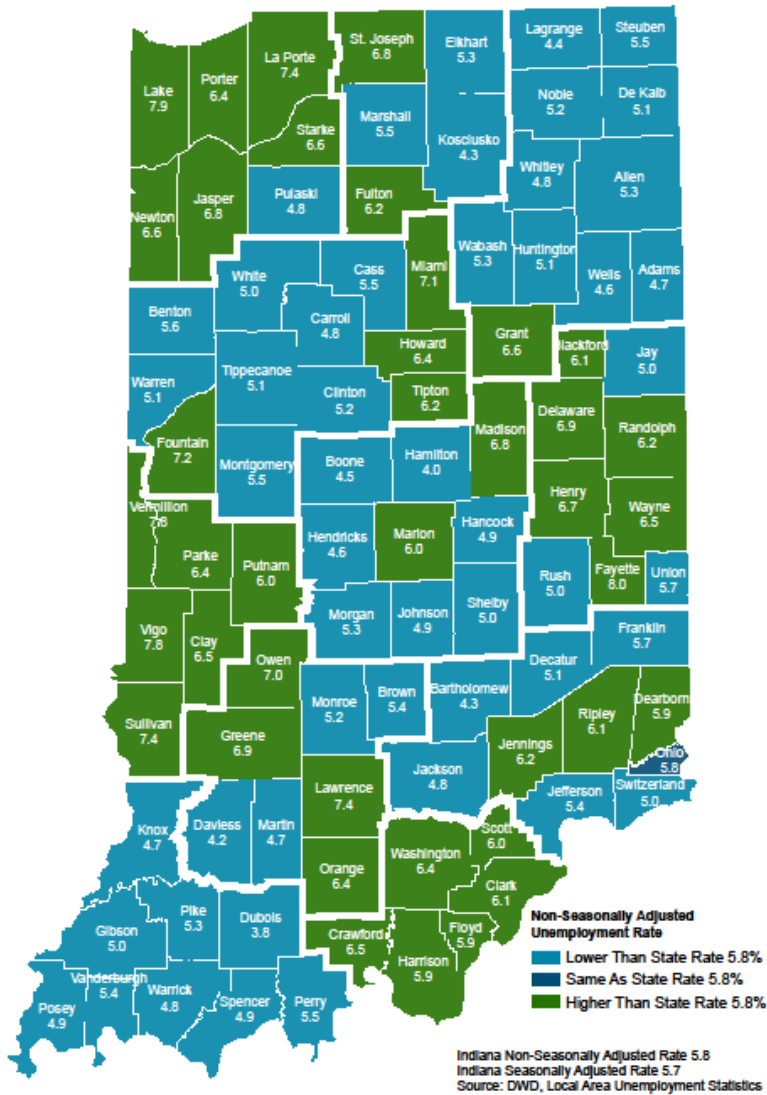 St. Joseph
6.8
Elkhart
5.3
Lagrange
4.4
Steuben
5.5
La Porte
7.4
Lake
7.9
Porter
6.4
Noble
5.2
De Kalb
5.1
Marshall
5.5
Starke
6.6
Kosciusko
4.3
Whitley
4.8
Allen
5.3
Newton
6.6
Jasper
6.8
Pulaski
4.8
Fulton
6.2
Wabash
5.3
Huntington
5.1
Wells
4.6
Adams
4.7
White
5.0
Cass
5.5
Miami
7.1
Benton
5.6
Carroll
4.8
Howard
6.4
Grant
6.6
Blackford
6.1
Jay
5.0
Warren
5.1
Tippecanoe
5.1
Clinton
5.2
Tipton
6.2
Madison
6.8
Delaware
6.9
Randolph
6.2
Fountain
7.2
Montgomery
5.5
Boone
4.5
Hamilton
4.0
Henry
6.7
Wayne
6.5
Vermillion
7.8
Parke
6.4
Putnam
6.0
Hendricks
4.6
Marion
6.0
Hancock
4.9
Rush
5.0
Fayette
8.0
Union
5.7
Vigo
7.8
Clay
6.5
Morgan
5.3
Johnson
4.9
Shelby
5.0
Franklin
5.7
Owen
7.0
Decatur
5.1
Sullivan
7.4
Greene
6.9
Monroe
5.2
Brown
5.4
Bartholomew
4.3
Jennings
6.2
Ripley
6.1
Dearborn
5.9
Ohio
5.8
Lawrence
7.4
Jackson
4.8
Jefferson
5.4
Switzerland
5.0
Knox
4.7
Daviess
4.2
Martin
4.7
Orange
6.4
Washington
6.4
Scott
6.0
Clark
6.1
Gibson
5.0
Pike
5.3
Dubois
3.8
Crawford
6.5
Harrison
5.9
Floyd
5.9
Posey
4.9
Vanderburgh
5.4
Warrick
4.8
Spencer
4.9
Perry
5.5
Non-Seasonally Adjusted
Unemployment Rate
Lower Than State Rate 5.8%
Same As State Rate 5.8%
Higher Than State Rate 5.8%
Indiana Non-Seasonally Adjusted Rate 5.8
Indiana Seasonally Adjusted Rate 5.7
Source: DWD, Local Area Unemployment Statistics